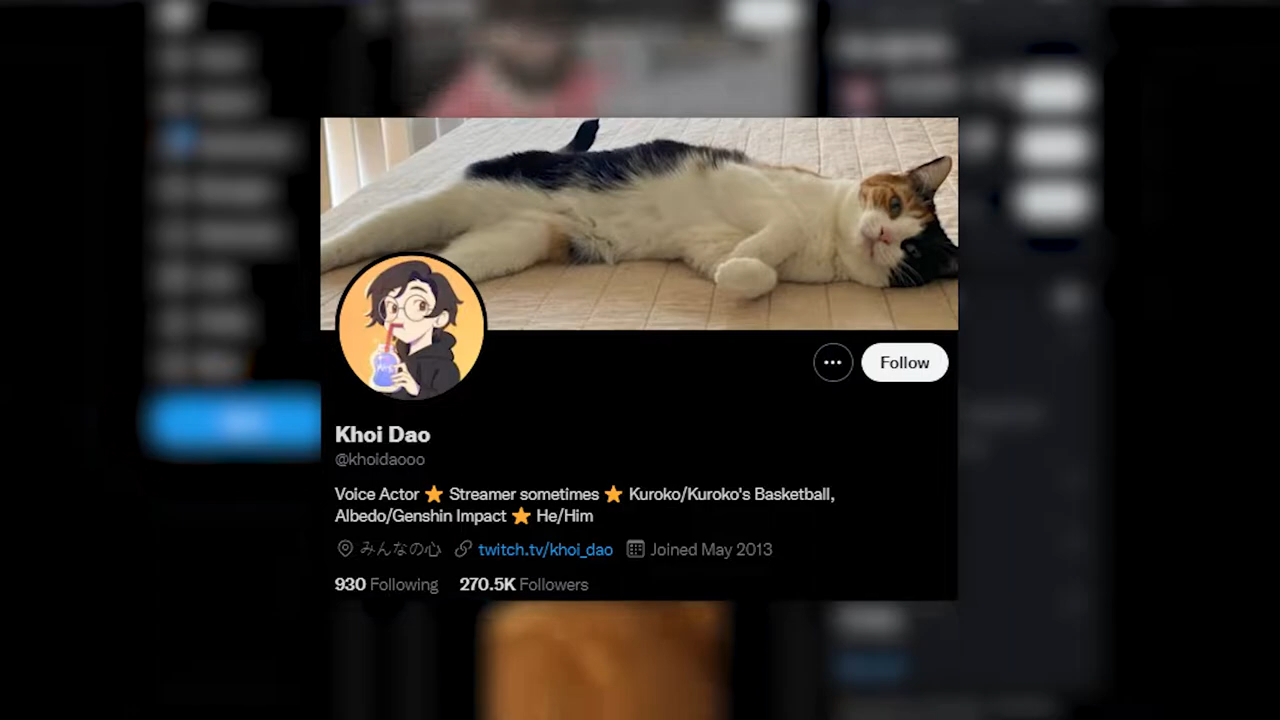 Follow
Khoi Dao
@khoidaooo
Voice Actor ⭐ Streamer sometimes ⭐ Kuroko/Kuroko's Basketball,
Albedo/Genshin Impact ⭐ He/Him
みんなの心 twitch.tv/khoi_dao Joined May 2013
930 Following 270.5K Followers